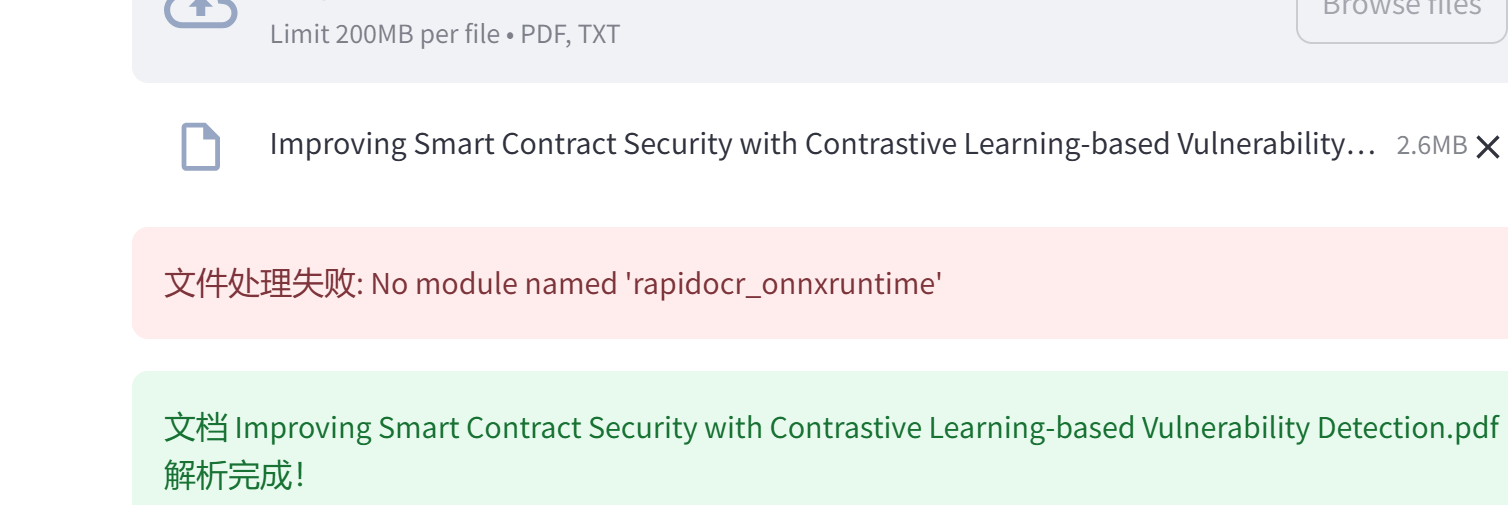 Limit 200MB per file • PDF, TXT
Browse files
Improving Smart Contract Security with Contrastive Learning-based Vulnerability… 2.6MB
文件处理失败: No module named 'rapidocr_onnxruntime'
文档 Improving Smart Contract Security with Contrastive Learning-based Vulnerability Detection.pdf
解析完成！